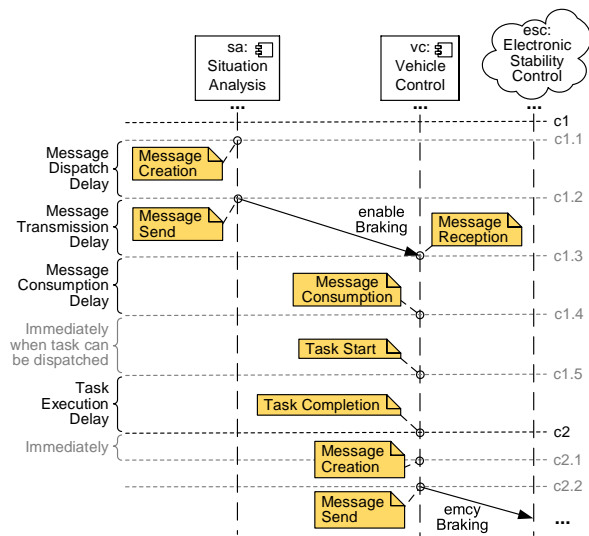 sa:
Situation
Analysis
...
vc:
Vehicle
Control
...
esc:
Electronic
Stability
Control
...
c1
c1.1
Message
Dispatch
Delay
Message
Creation
c1.2
Message
Transmission
Delay
Message
Send
enable
Braking
Message
Reception
c1.3
Message
Consumption
Delay
Message
Consumption
c1.4
Immediately
when task can
be dispatched
Task Start
c1.5
Task
Execution
Delay
Task Completion
c2
Immediately
Message
Creation
c2.1
c2.2
Message
Send
emcy
Braking
...